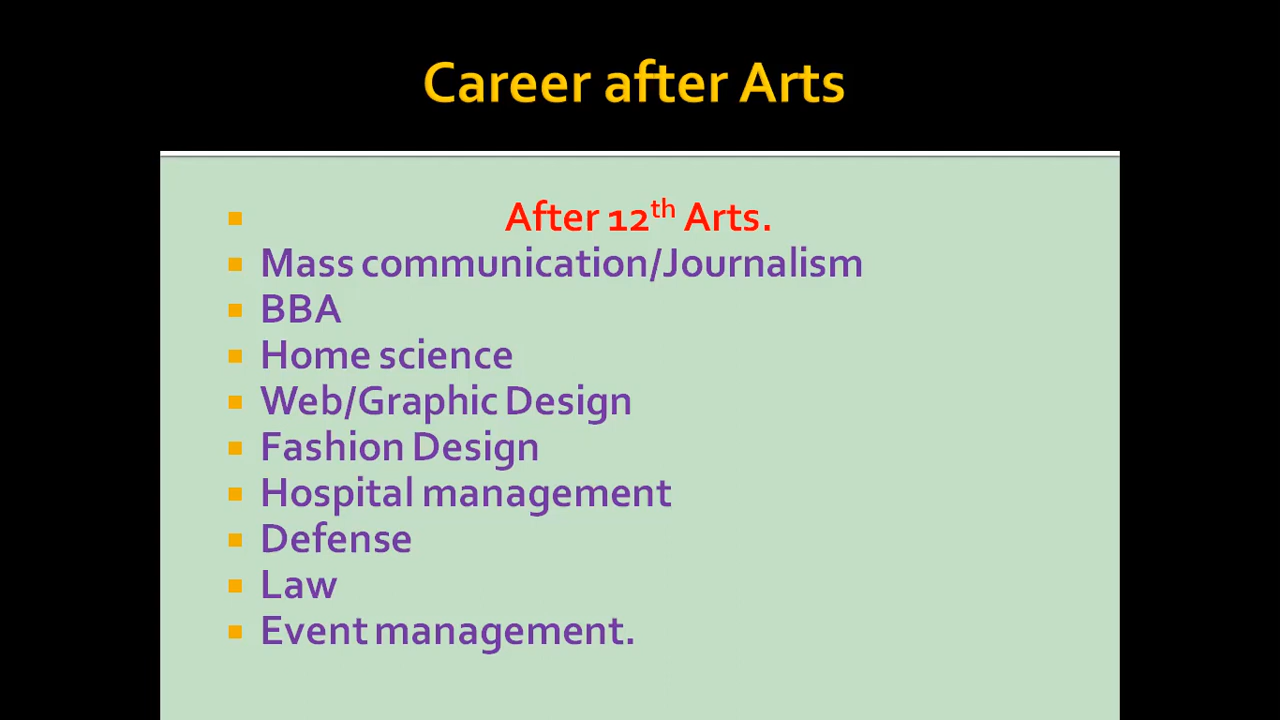 Career after Arts
After 12th Arts.
Mass communication/Journalism
BBA
Home science
Web/Graphic Design
Fashion Design
Hospital management
Defense
Law
Event management.